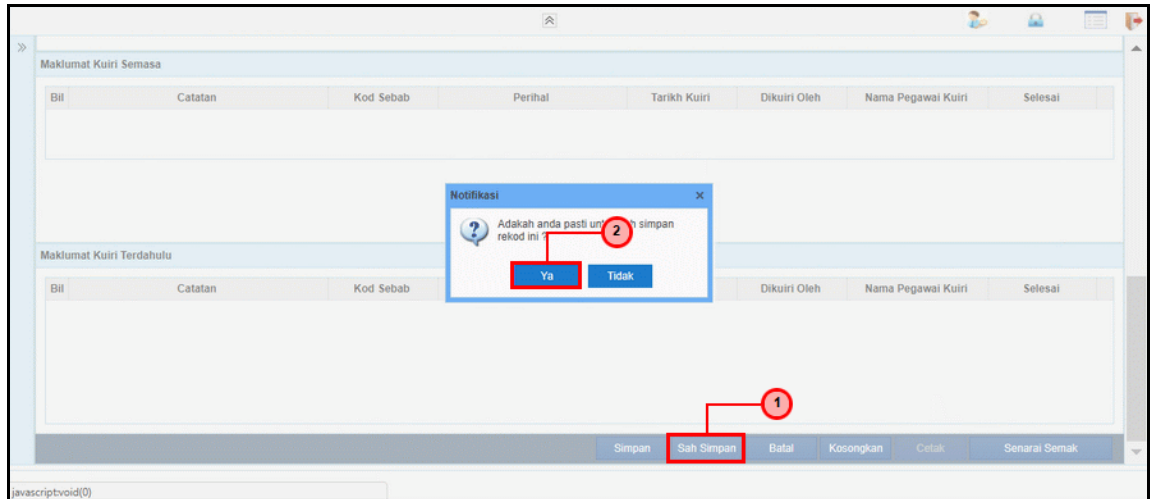 Maklumat Kuiri Semasa
Bil Catatan Kod Sebab Perihal Tarikh Kuiri Dikuiri Oleh Nama Pegawai Kuiri Selesai
Notifikasi
Adakah anda pasti simpan
rekod ini ?
2
Ya Tidak
Maklumat Kuiri Terdahulu
Bil Catatan Kod Sebab Dikuiri Oleh Nama Pegawai Kuiri Selesai
1
Simpan Sah Simpan Batal Kosongkan Cetak Senarai Semak
javascript:void(0)